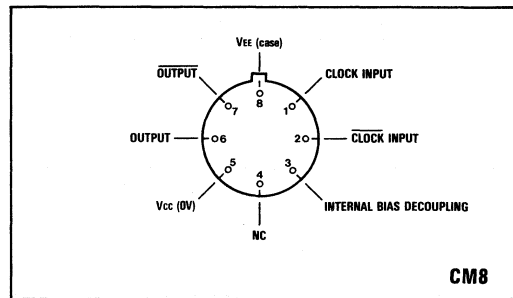 VEE (case)
OUTPUT
CLOCK INPUT
8
7
1
OUTPUT
6
2
CLOCK INPUT
5
4
3
VCC (0V)
INTERNAL BIAS DECOUPLING
NC
CM8